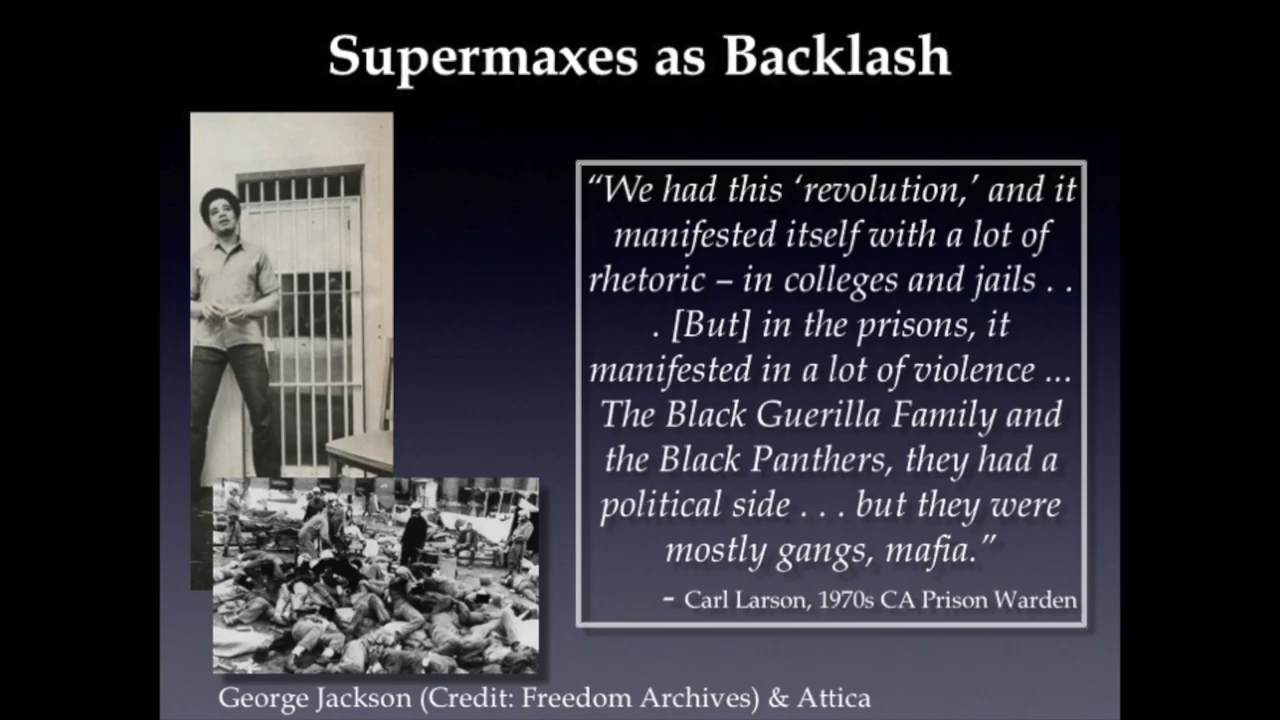 Supermaxes as Backlash
“We had this ‘revolution,’ and it
manifested itself with a lot of
rhetoric – in colleges and jails . .
. [But] in the prisons, it
manifested in a lot of violence ...
The Black Guerilla Family and
the Black Panthers, they had a
political side . . . but they were
mostly gangs, mafia.”
- Carl Larson, 1970s CA Prison Warden
George Jackson (Credit: Freedom Archives) & Attica